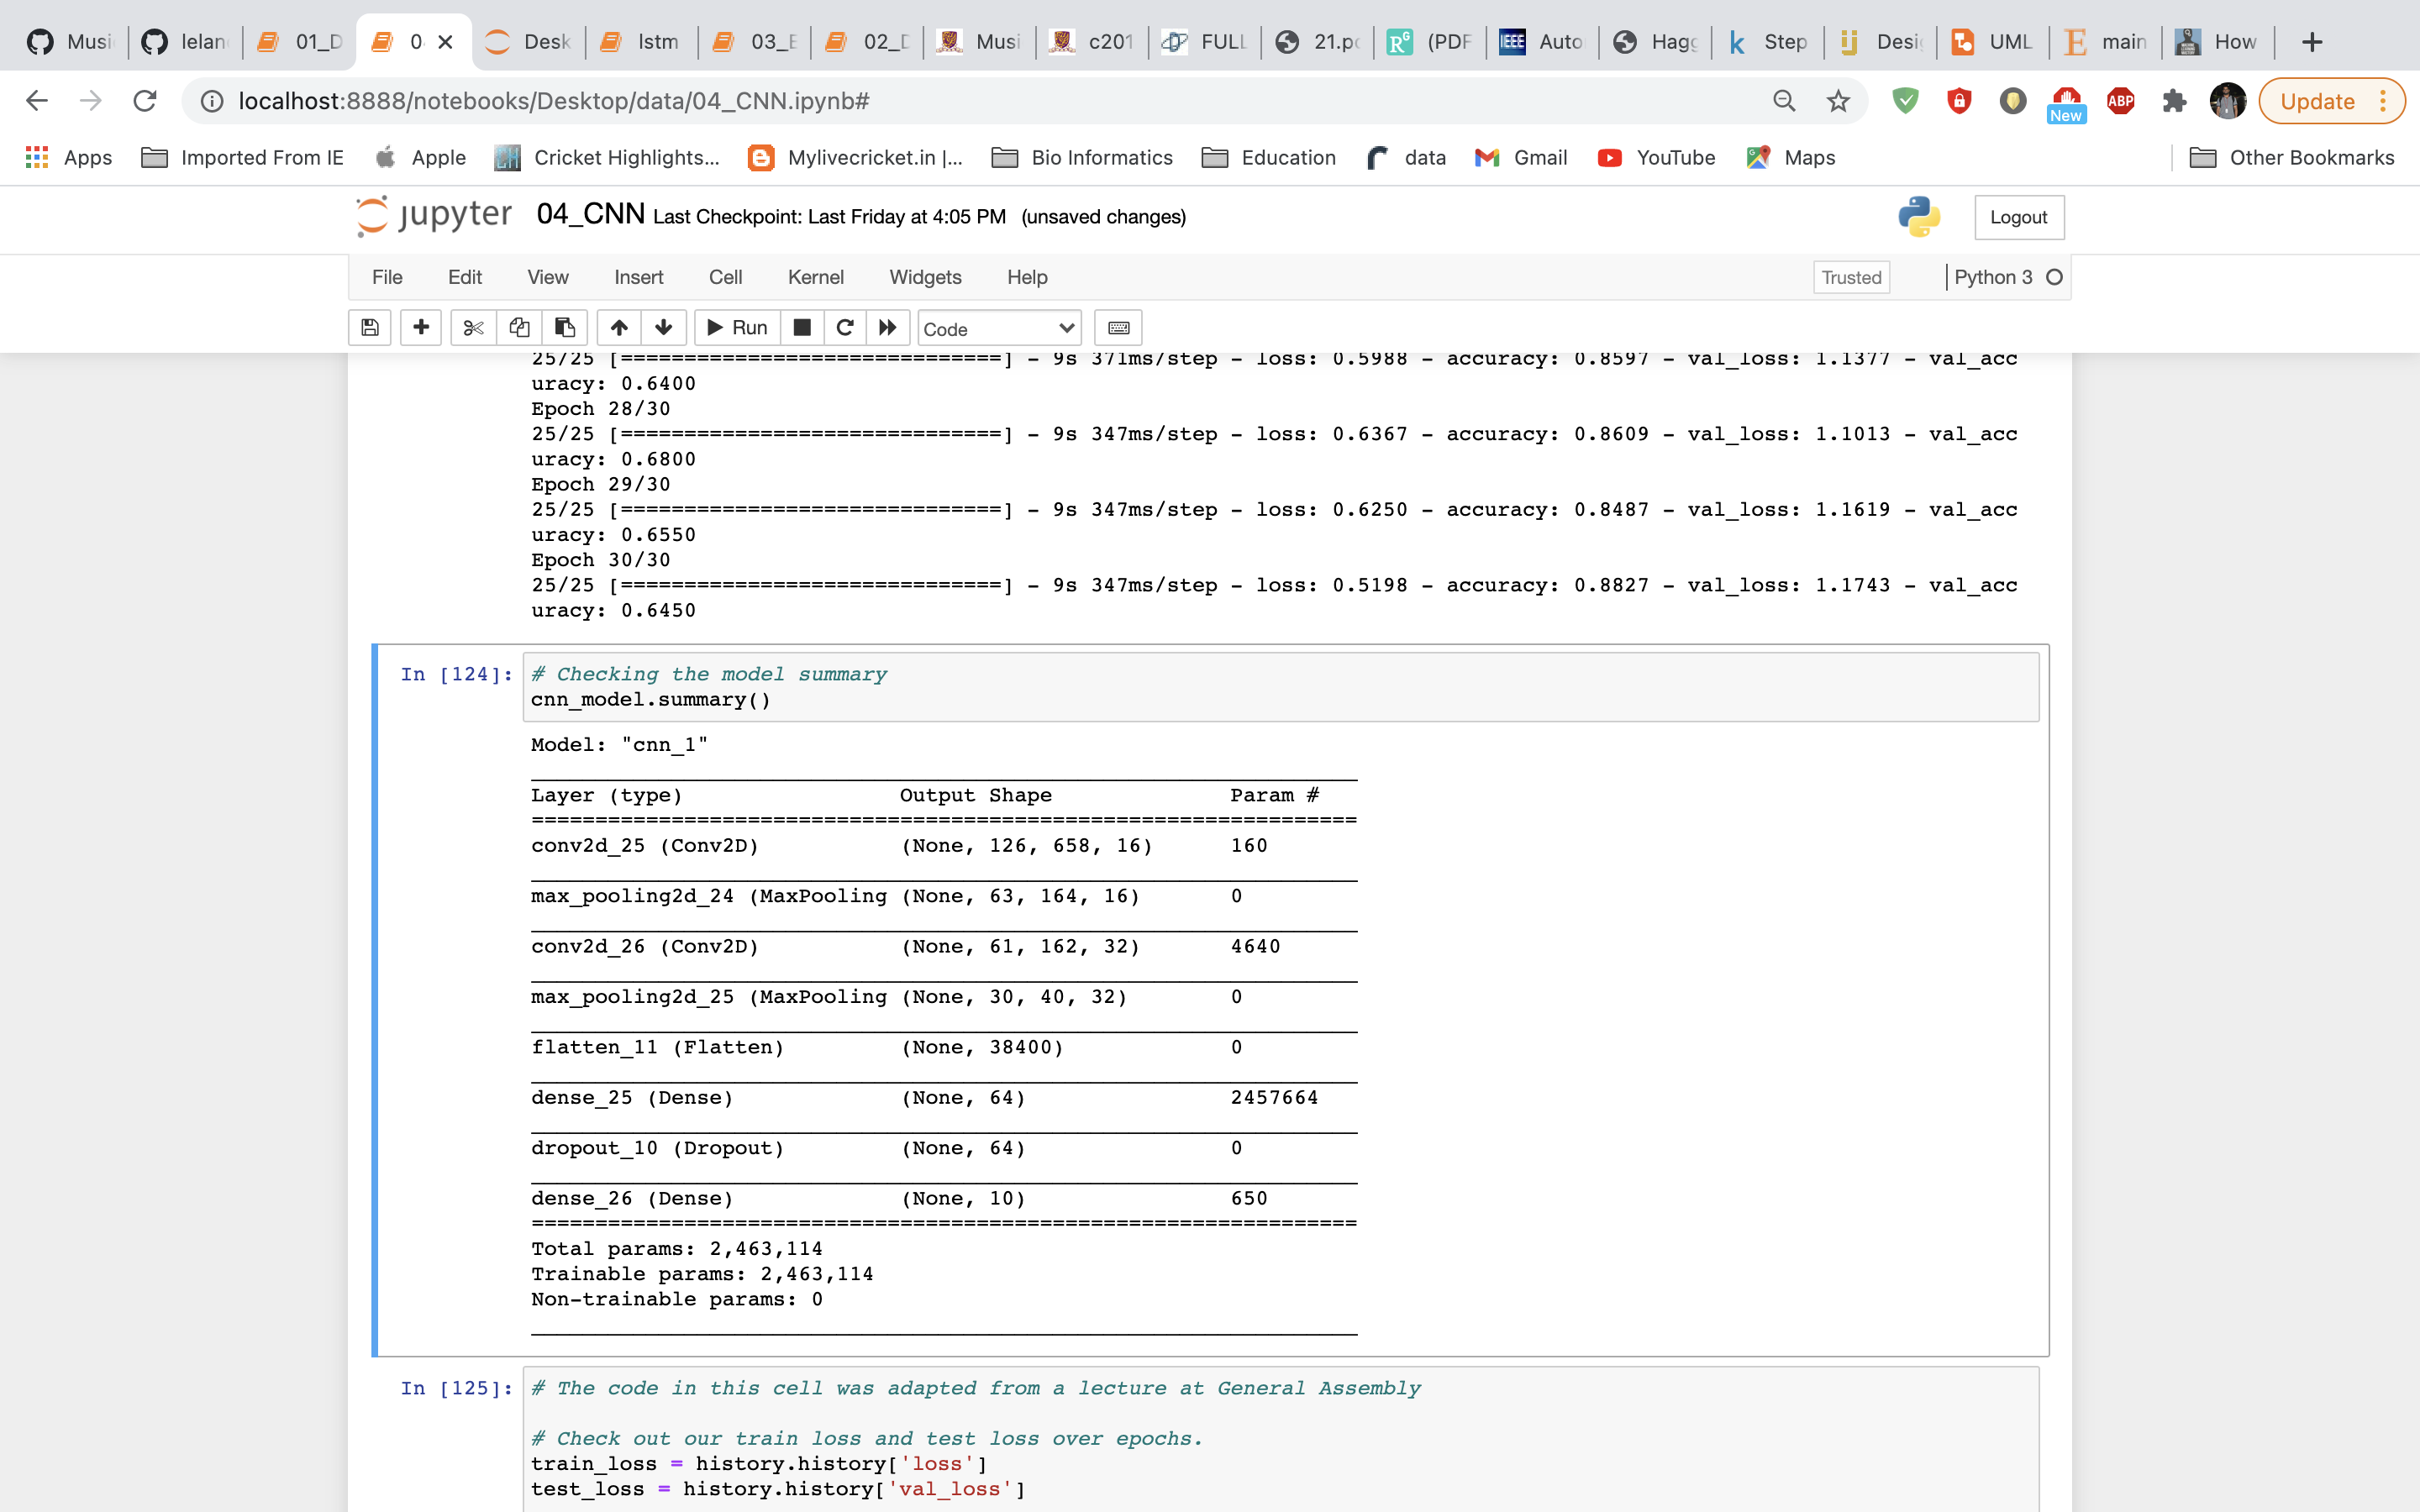 Musi lelan 01_D 0 Desk lstm 03_E 02_D Musi c201 FULL 21.pc (PDF Auto Hagg Step Desig UML main How
localhost:8888/notebooks/Desktop/data/04_CNN.ipynb#
New
ABP
Update
Apps Imported From IE Apple Cricket Highlights... Mylivecricket.in |... Bio Informatics Education data Gmail YouTube Maps Other Bookmarks
jupyter 04_CNN Last Checkpoint: Last Friday at 4:05 PM (unsaved changes) Logout
File Edit View Insert Cell Kernel Widgets Help Trusted Python 3
Run Code
25/25 [==============================] - 9s 371ms/step - loss: 0.5988 - accuracy: 0.8597 - val_loss: 1.1377 - val_acc
uracy: 0.6400
Epoch 28/30
25/25 [==============================] - 9s 347ms/step - loss: 0.6367 - accuracy: 0.8609 - val_loss: 1.1013 - val_acc
uracy: 0.6800
Epoch 29/30
25/25 [==============================] - 9s 347ms/step - loss: 0.6250 - accuracy: 0.8487 - val_loss: 1.1619 - val_acc
uracy: 0.6550
Epoch 30/30
25/25 [==============================] - 9s 347ms/step - loss: 0.5198 - accuracy: 0.8827 - val_loss: 1.1743 - val_acc
uracy: 0.6450
In [124]: # Checking the model summary
cnn_model.summary()
Model: "cnn_1"
_________________________________________________________________
Layer (type) Output Shape Param #
=================================================================
conv2d_25 (Conv2D) (None, 126, 658, 16) 160
_________________________________________________________________
max_pooling2d_24 (MaxPooling (None, 63, 164, 16) 0
_________________________________________________________________
conv2d_26 (Conv2D) (None, 61, 162, 32) 4640
_________________________________________________________________
max_pooling2d_25 (MaxPooling (None, 30, 40, 32) 0
_________________________________________________________________
flatten_11 (Flatten) (None, 38400) 0
_________________________________________________________________
dense_25 (Dense) (None, 64) 2457664
_________________________________________________________________
dropout_10 (Dropout) (None, 64) 0
_________________________________________________________________
dense_26 (Dense) (None, 10) 650
=================================================================
Total params: 2,463,114
Trainable params: 2,463,114
Non-trainable params: 0
_________________________________________________________________
In [125]: # The code in this cell was adapted from a lecture at General Assembly
# Check out our train loss and test loss over epochs.
train_loss = history.history['loss']
test_loss = history.history['val_loss']